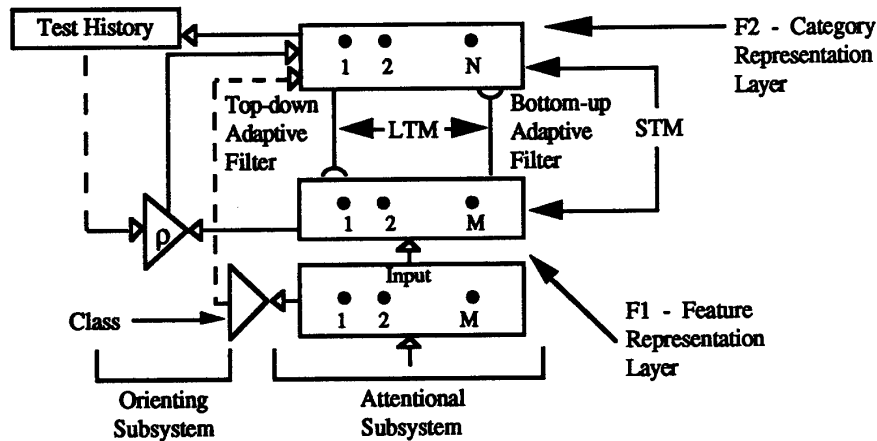 Test History
1 2 N
F2 - Category
Representation
Layer
Top-down
Adaptive
Filter
LTM
Bottom-up
Adaptive
Filter
STM
1 2 M
ρ
Input
1 2 M
Class
F1 - Feature
Representation
Layer
Orienting
Subsystem
Attentional
Subsystem